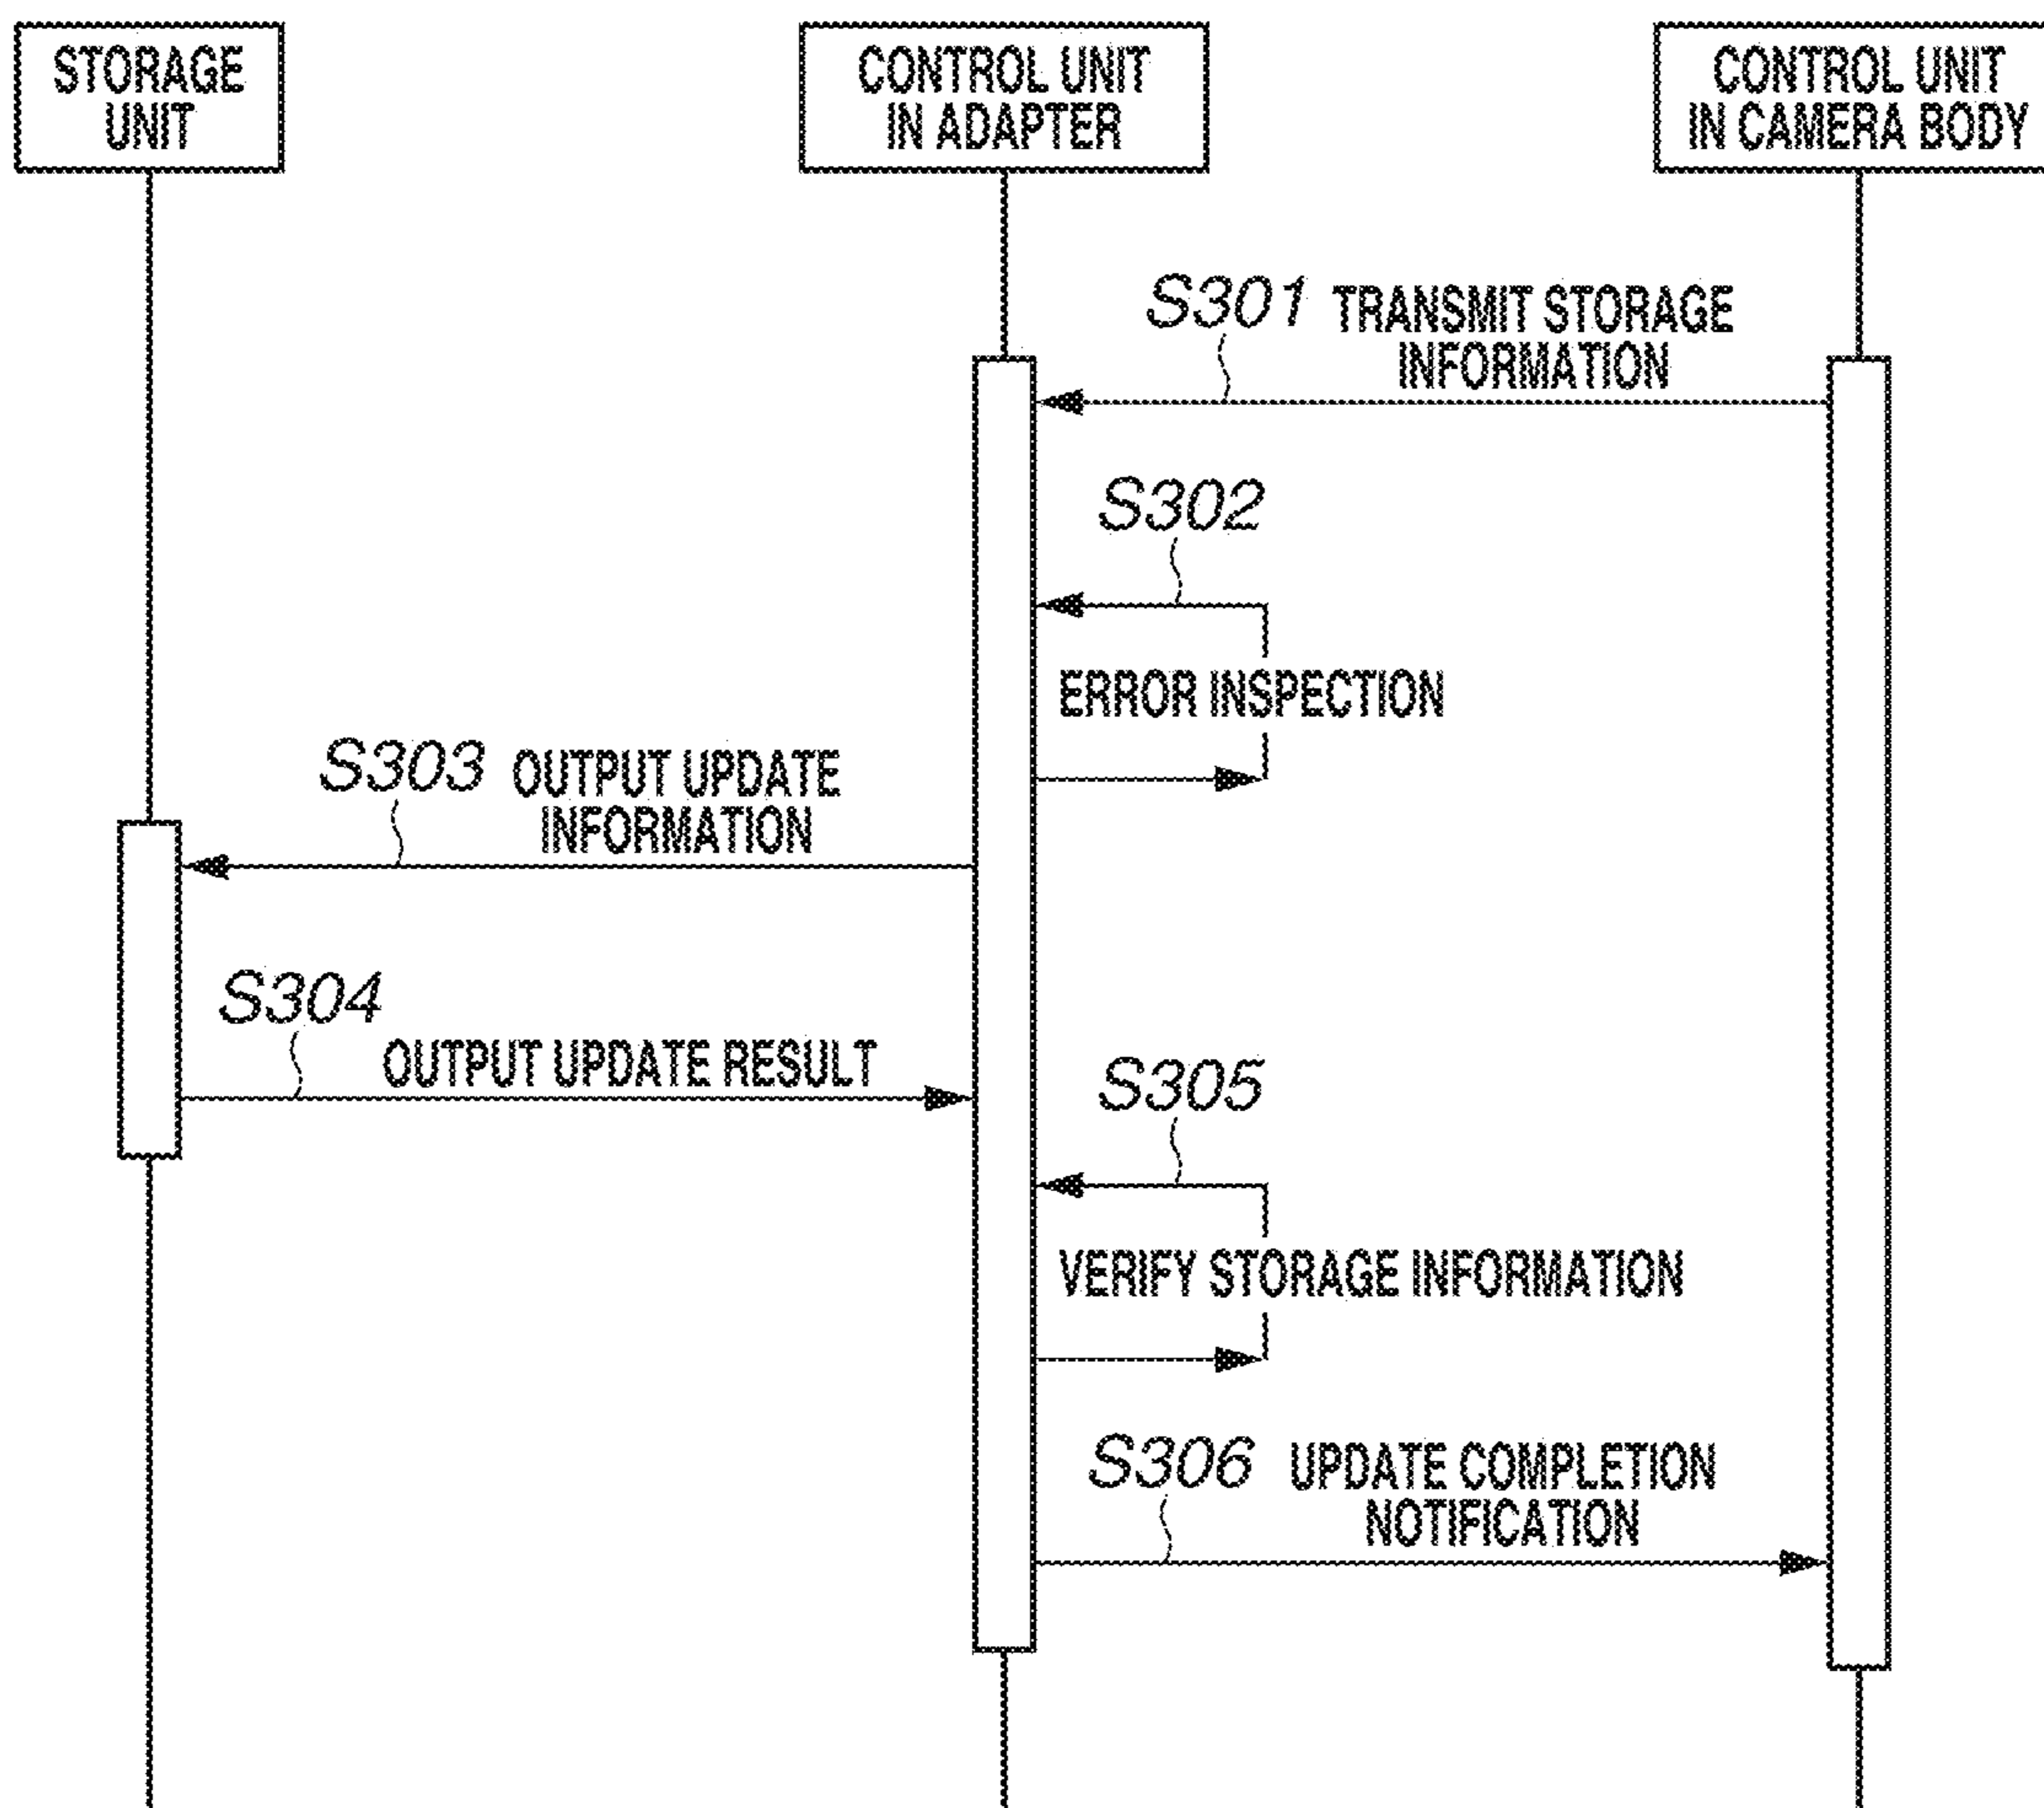 STORAGE
UNIT
CONTROL UNIT
IN ADAPTER
CONTROL UNIT
IN CAMERA BODY
S301 TRANSMIT STORAGE
INFORMATION
S302
ERROR INSPECTION
S303 OUTPUT UPDATE
INFORMATION
S304
OUTPUT UPDATE RESULT
S305
VERIFY STORAGE INFORMATION
S306 UPDATE COMPLETION
NOTIFICATION